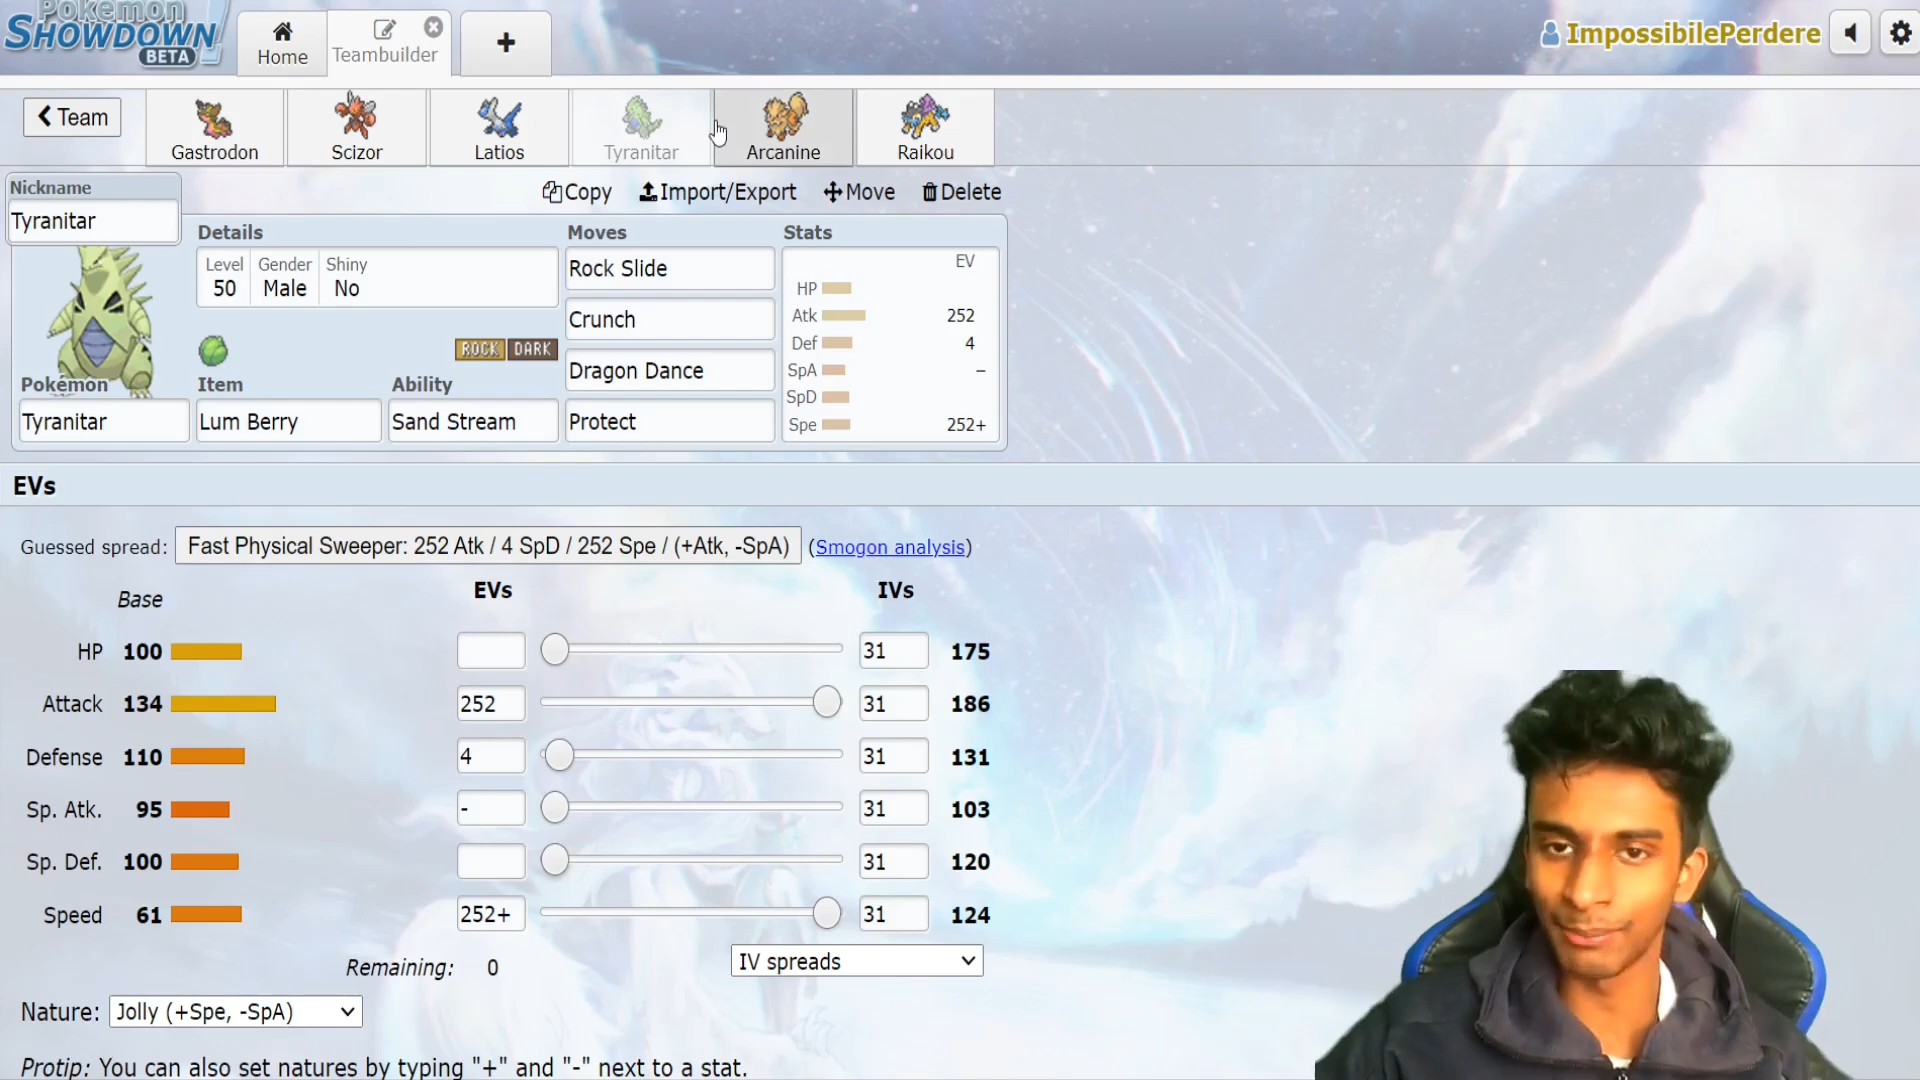 Pokémon
SHOWDOWN
BETA
Home
Teambuilder
+
ImpossibilePerdere
Team
Gastrodon
Scizor
Latios
Tyranitar
Arcanine
Raikou
Nickname
Tyranitar
Copy
Import/Export
Move
Delete
Details
Level Gender Shiny
50 Male No
ROCK DARK
Pokémon
Tyranitar
Item
Lum Berry
Ability
Sand Stream
Moves
Rock Slide
Crunch
Dragon Dance
Protect
Stats
EV
HP
Atk 252
Def 4
SpA –
SpD
Spe 252+
EVs
Guessed spread: Fast Physical Sweeper: 252 Atk / 4 SpD / 252 Spe / (+Atk, -SpA) (Smogon analysis)
Base EVs IVs
HP 100 31 175
Attack 134 252 31 186
Defense 110 4 31 131
Sp. Atk. 95 - 31 103
Sp. Def. 100 31 120
Speed 61 252+ 31 124
Remaining: 0 IV spreads
Nature: Jolly (+Spe, -SpA)
Protip: You can also set natures by typing "+" and "-" next to a stat.